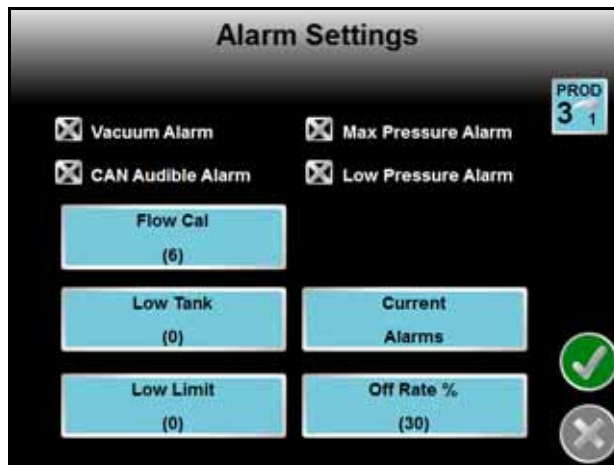 Alarm Settings
PROD
3 1
Vacuum Alarm
Max Pressure Alarm
CAN Audible Alarm
Low Pressure Alarm
Flow Cal
(6)
Low Tank
(0)
Current
Alarms
Low Limit
(0)
Off Rate %
(30)